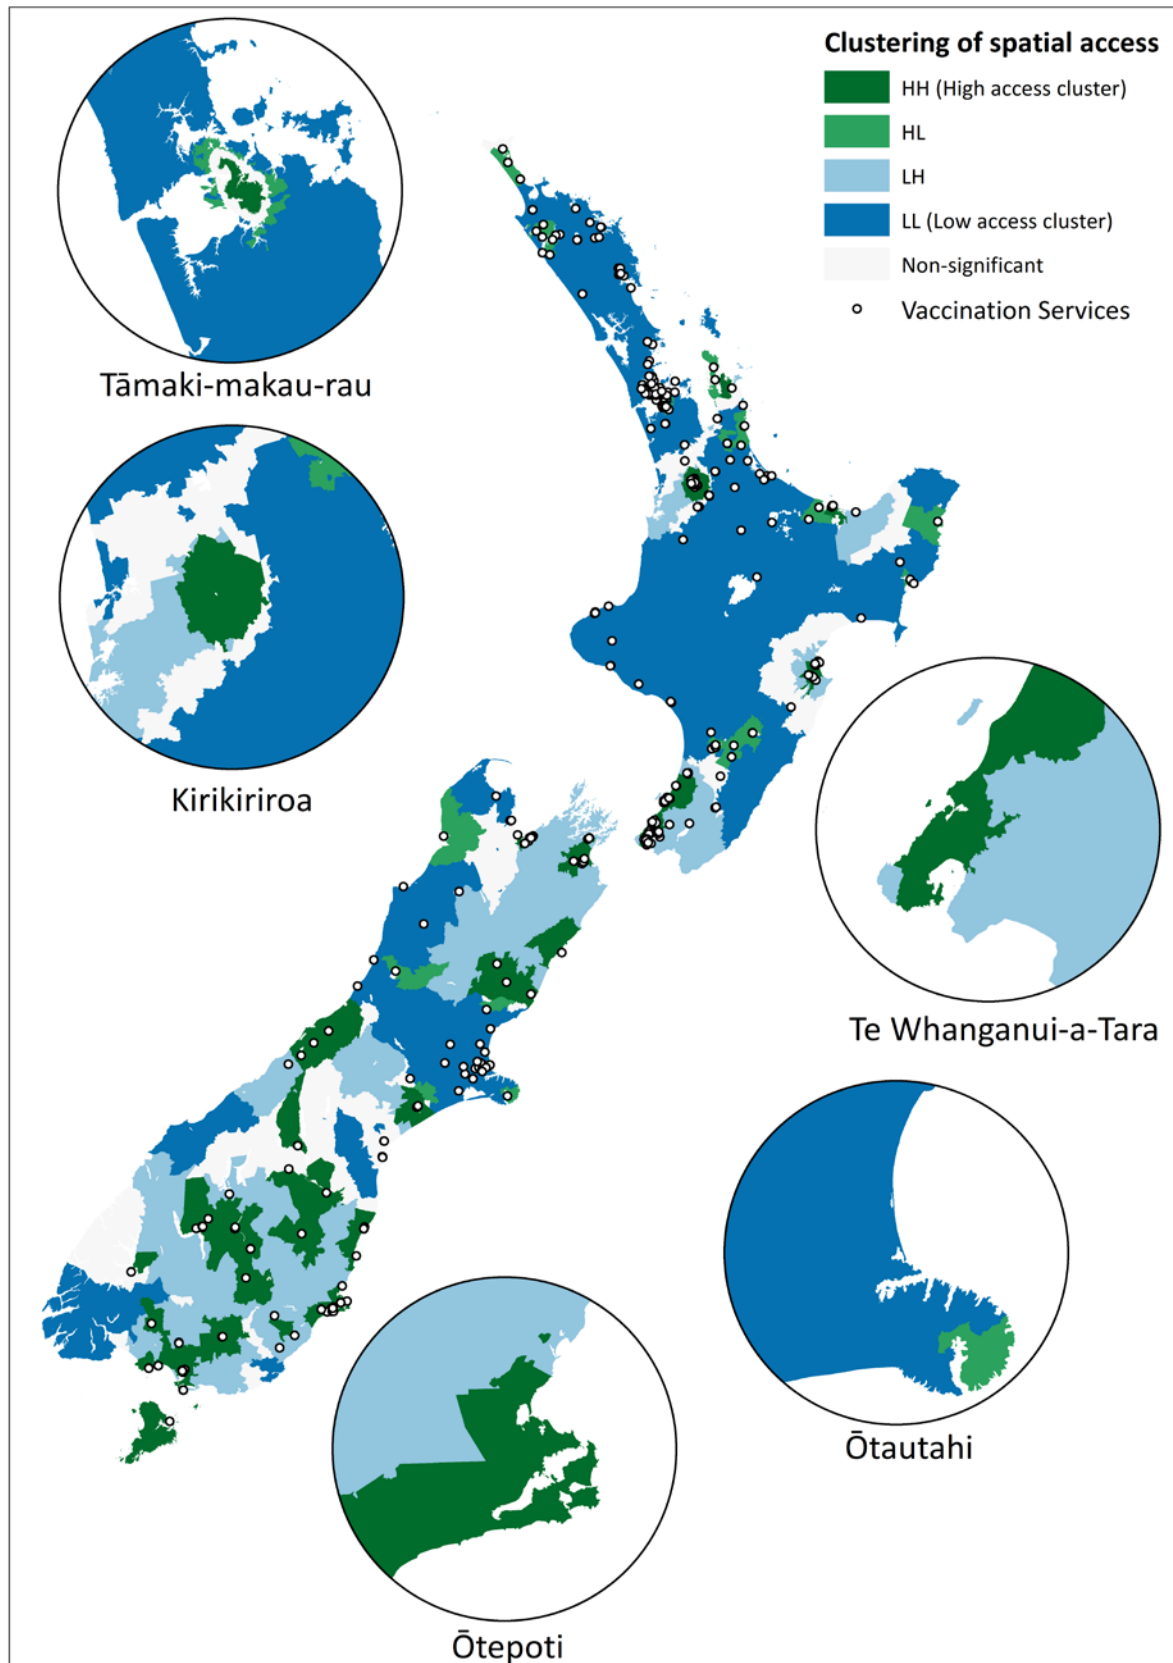 Clustering of spatial access
HH (High access cluster)
HL
LH
LL (Low access cluster)
Non-significant
Vaccination Services
Tāmaki-makau-rau
Kirikiriroa
Te Whanganui-a-Tara
Ōtautahi
Ōtepoti